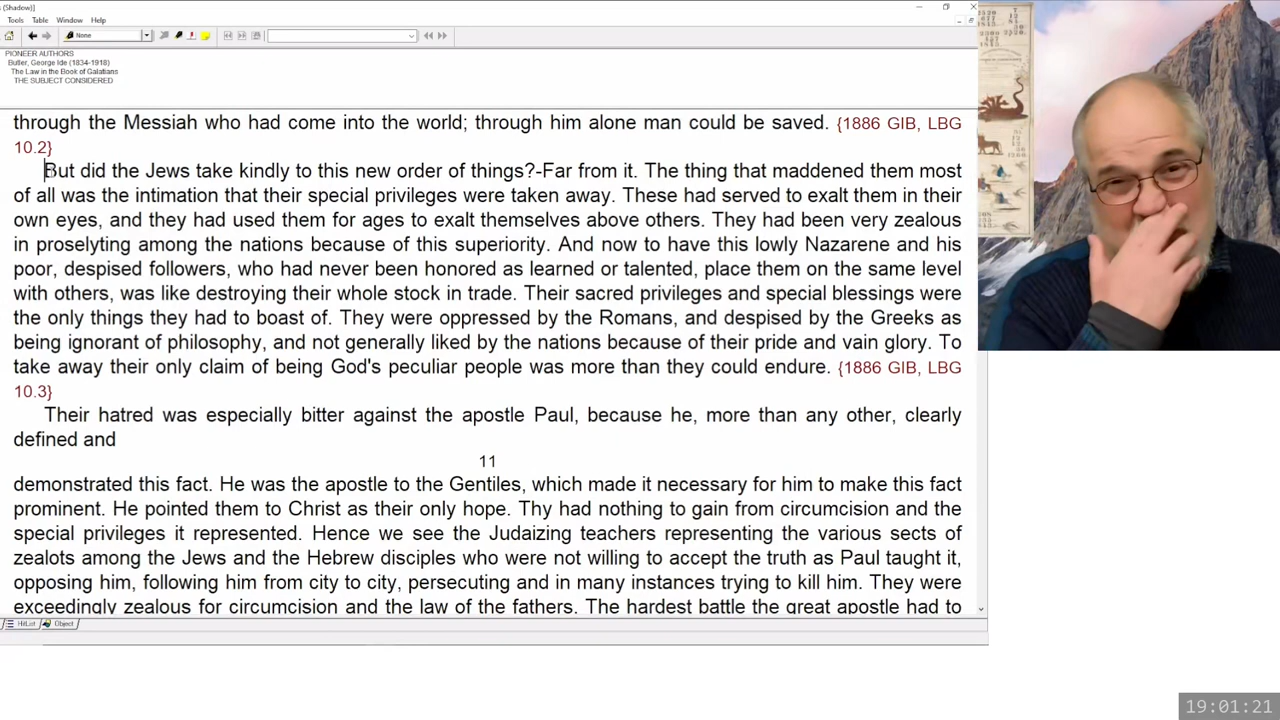 s (Shadow)]
Tools Table Window Help
None
PIONEER AUTHORS
Butler, George Ide (1834-1918)
The Law in the Book of Galatians
THE SUBJECT CONSIDERED
through the Messiah who had come into the world; through him alone man could be saved. {1886 GIB, LBG
10.2}
But did the Jews take kindly to this new order of things?-Far from it. The thing that maddened them most
of all was the intimation that their special privileges were taken away. These had served to exalt them in their
own eyes, and they had used them for ages to exalt themselves above others. They had been very zealous
in proselyting among the nations because of this superiority. And now to have this lowly Nazarene and his
poor, despised followers, who had never been honored as learned or talented, place them on the same level
with others, was like destroying their whole stock in trade. Their sacred privileges and special blessings were
the only things they had to boast of. They were oppressed by the Romans, and despised by the Greeks as
being ignorant of philosophy, and not generally liked by the nations because of their pride and vain glory. To
take away their only claim of being God's peculiar people was more than they could endure. {1886 GIB, LBG
10.3}
Their hatred was especially bitter against the apostle Paul, because he, more than any other, clearly
defined and
11
demonstrated this fact. He was the apostle to the Gentiles, which made it necessary for him to make this fact
prominent. He pointed them to Christ as their only hope. Thy had nothing to gain from circumcision and the
special privileges it represented. Hence we see the Judaizing teachers representing the various sects of
zealots among the Jews and the Hebrew disciples who were not willing to accept the truth as Paul taught it,
opposing him, following him from city to city, persecuting and in many instances trying to kill him. They were
exceedingly zealous for circumcision and the law of the fathers. The hardest battle the great apostle had to
HitList Object
19:01:21